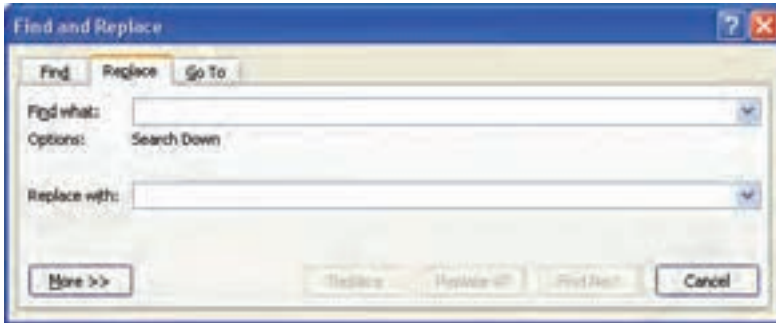 Find and Replace
Find Replace Go To
Find what:
Options: Search Down
Replace with:
More >> Replace Replace All Find Next Cancel